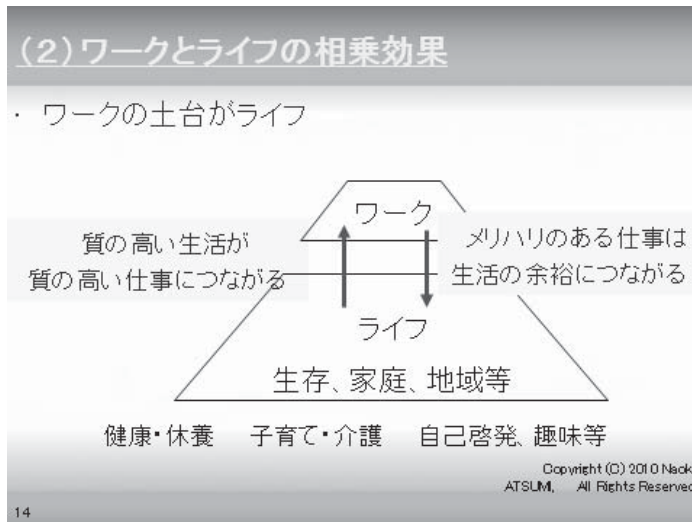 (2)ワークとライフの相乗効果
・ ワークの土台がライフ
ワーク
質の高い生活が
質の高い仕事につながる
メリハリのある仕事は
生活の余裕につながる
ライフ
生存、家庭、地域等
健康・休養 子育て・介護 自己啓発、趣味等
Copyright (C) 2010 Naok
ATSUMI, All Rights Reserved
14